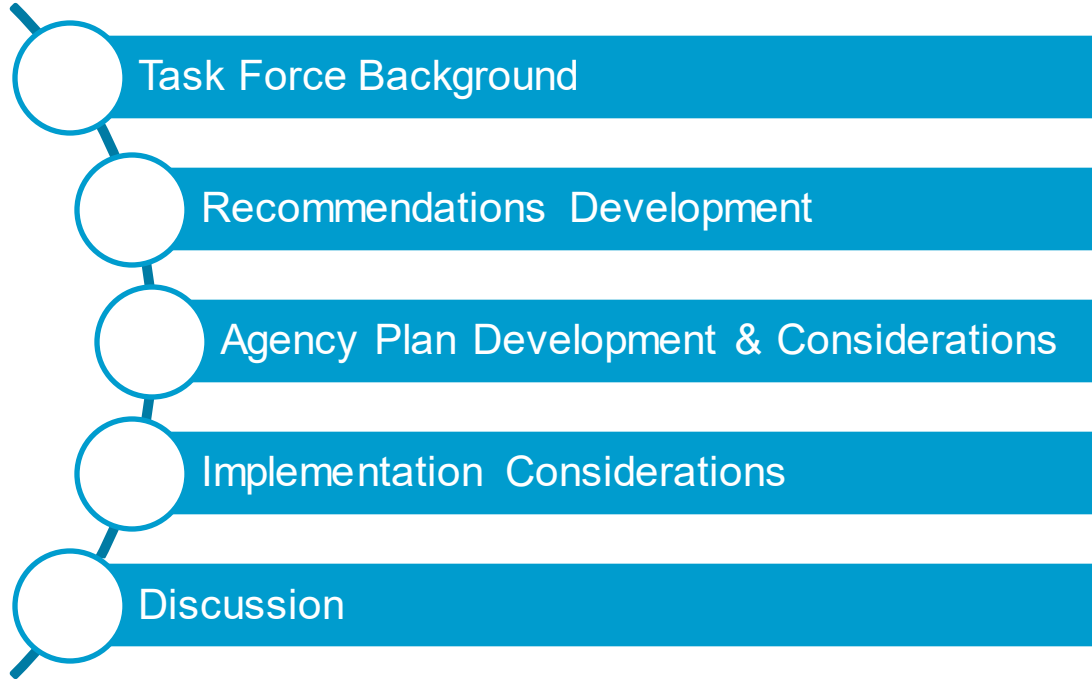 Task Force Background
Recommendations Development
Agency Plan Development & Considerations
Implementation Considerations
Discussion